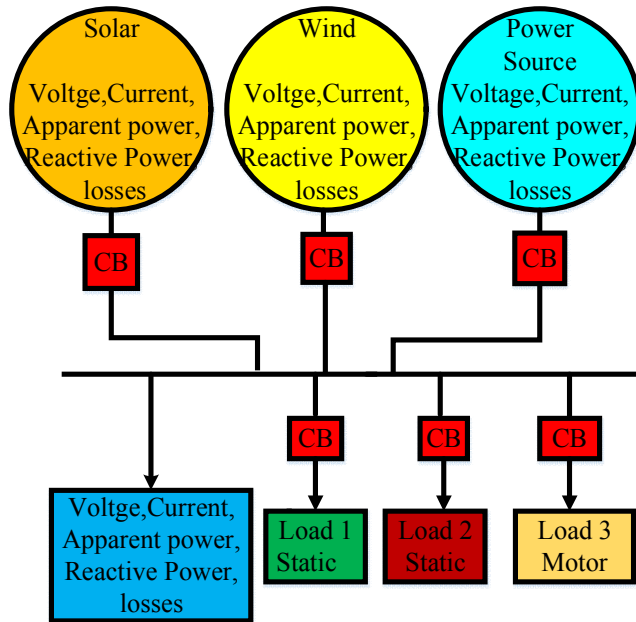 Solar
Voltge,Current,
Apparent power,
Reactive Power,
losses
Wind
Voltge,Current,
Apparent power,
Reactive Power,
losses
Power
Source
Voltage,Current,
Apparent power,
Reactive Power,
losses
CB
CB
CB
CB
CB
CB
Voltge,Current,
Apparent power,
Reactive Power,
losses
Load 1
Static
Load 2
Static
Load 3
Motor